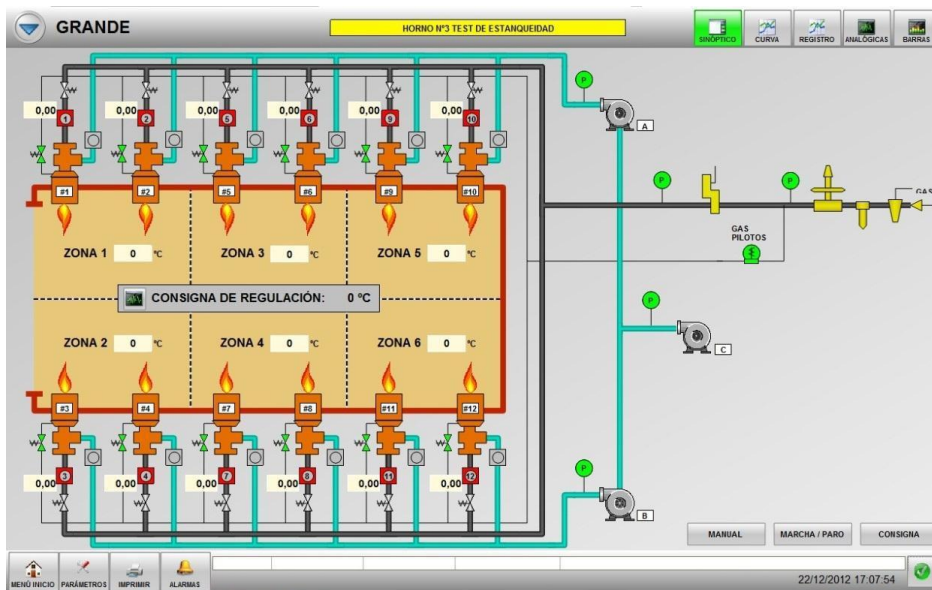 GRANDE
HORNO Nº3 TEST DE ESTANQUEIDAD
SINÓPTICO
CURVA
REGISTRO
ANALÓGICAS
BARRAS
P
A
0,00
0,00
0,00
0,00
0,00
0,00
1
2
5
6
9
10
#1
#2
#5
#6
#9
#10
P
P
GAS
GAS
PILOTOS
ZONA 1 0 ºC
ZONA 3 0 ºC
ZONA 5 0 ºC
CONSIGNA DE REGULACIÓN: 0 ºC
P
C
ZONA 2 0 ºC
ZONA 4 0 ºC
ZONA 6 0 ºC
#3
#4
#7
#8
#11
#12
3
4
7
8
11
12
0,00
0,00
0,00
0,00
0,00
0,00
P
B
MANUAL
MARCHA / PARO
CONSIGNA
MENÚ INICIO
PARÁMETROS
IMPRIMIR
ALARMAS
22/12/2012 17:07:54